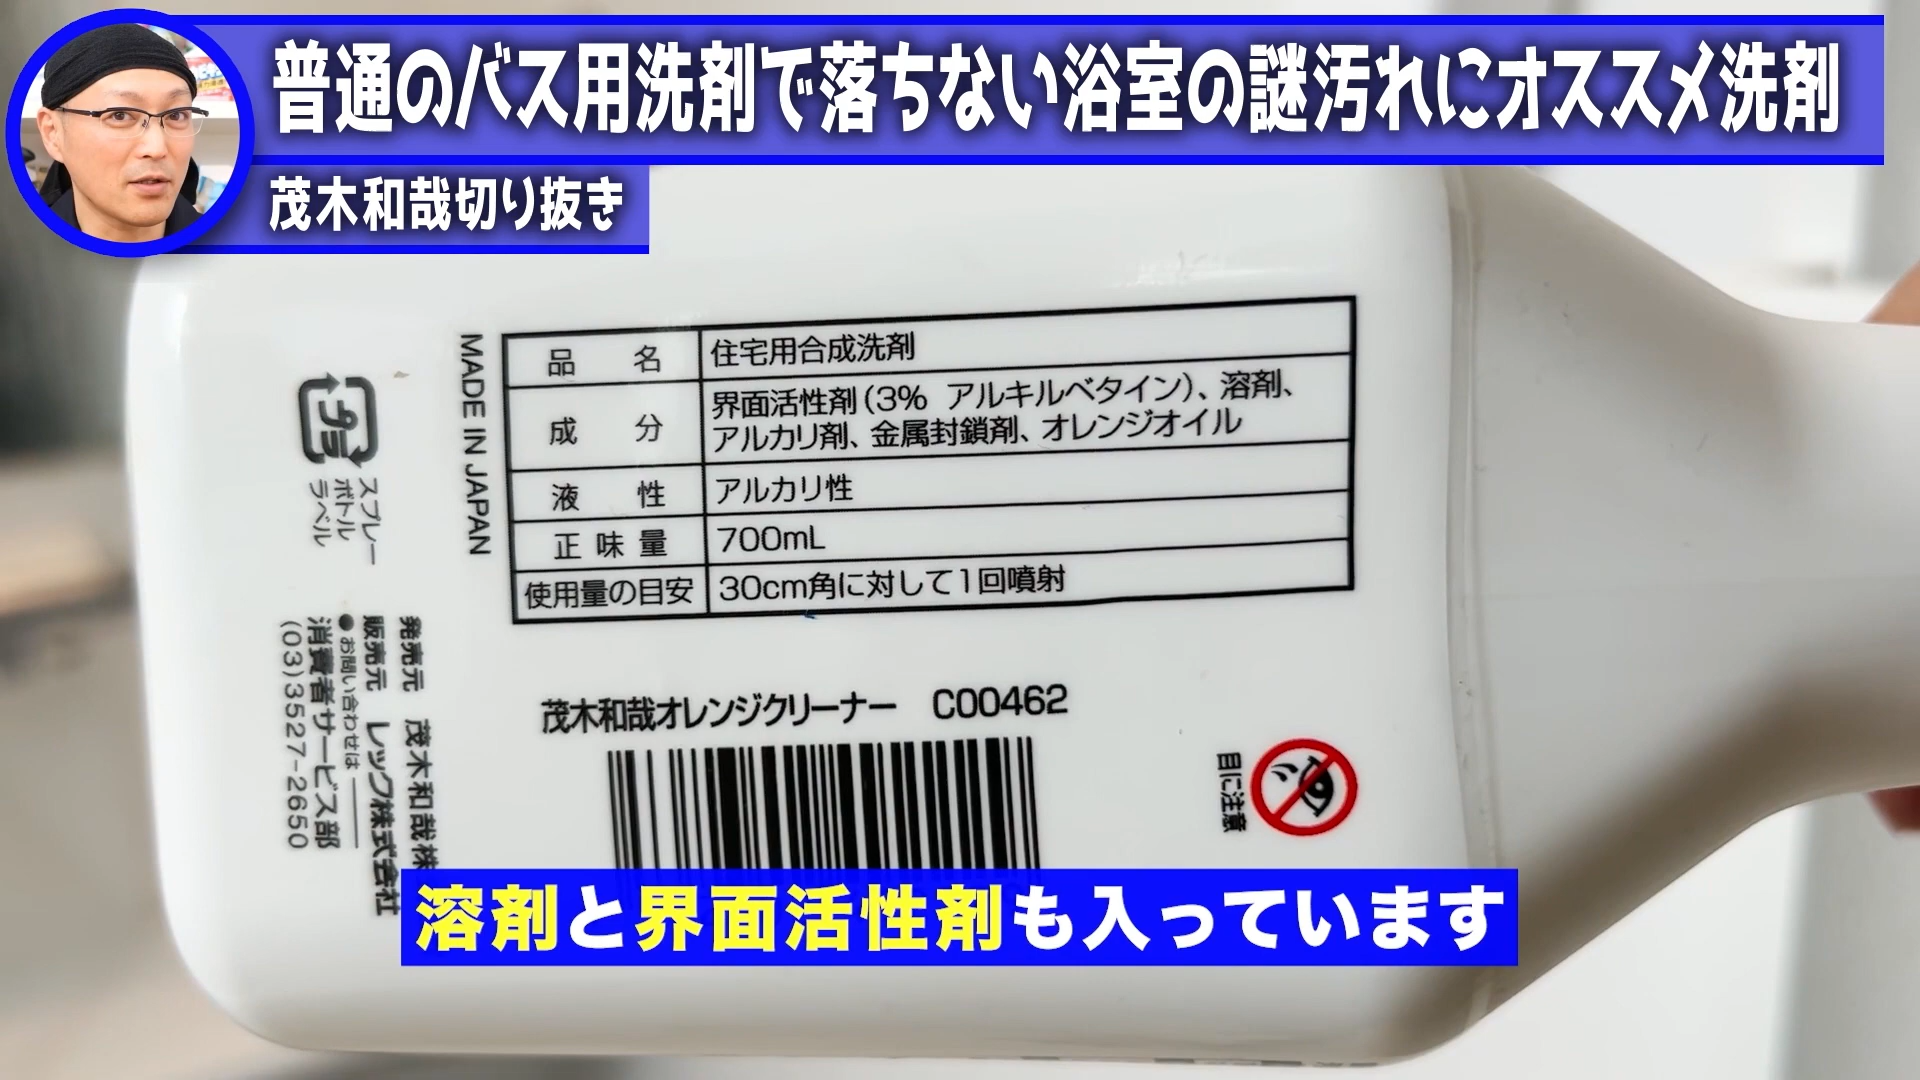 普通のバス用洗剤で落ちない浴室の謎汚れにオススメ洗剤
茂木和哉切り抜き
品名 住宅用合成洗剤
成分 界面活性剤(3% アルキルベタイン)、溶剤、
アルカリ剤、金属封鎖剤、オレンジオイル
液性 アルカリ性
正味量 700mL
使用量の目安 30cm角に対して1回噴射
MADE IN JAPAN
プラ
スプレー
ボトル
ラベル
発売元 茂木和哉株
販売元 レック株式会社
●お問い合わせは
消費者サービス部
(03)3527-2650
茂木和哉オレンジクリーナー C00462
目に注意
溶剤と界面活性剤も入っています